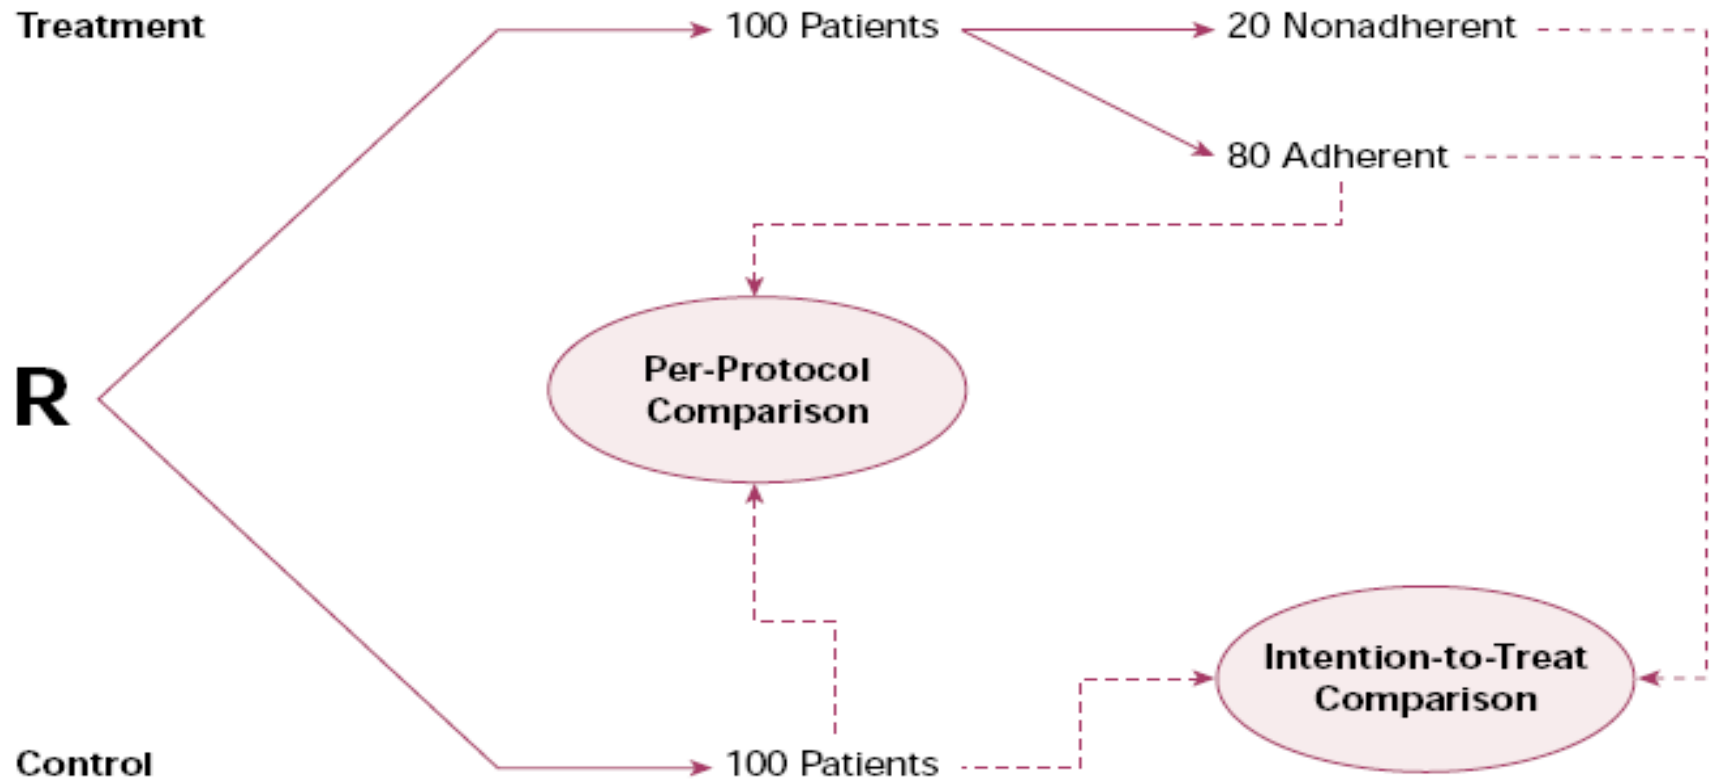 Treatment
100 Patients
20 Nonadherent
80 Adherent
Per-Protocol
Comparison
R
Intention-to-Treat
Comparison
Control
100 Patients